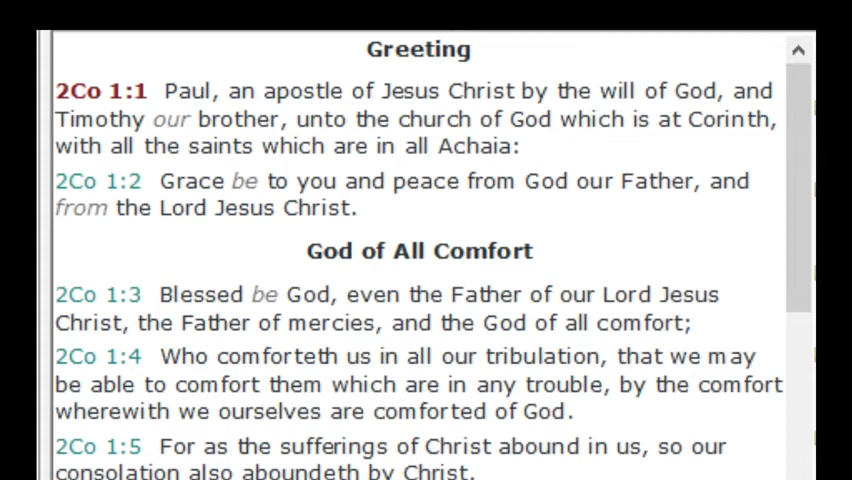 Greeting
2Co 1:1 Paul, an apostle of Jesus Christ by the will of God, and
Timothy our brother, unto the church of God which is at Corinth,
with all the saints which are in all Achaia:
2Co 1:2 Grace be to you and peace from God our Father, and
from the Lord Jesus Christ.
God of All Comfort
2Co 1:3 Blessed be God, even the Father of our Lord Jesus
Christ, the Father of mercies, and the God of all comfort;
2Co 1:4 Who comforteth us in all our tribulation, that we may
be able to comfort them which are in any trouble, by the comfort
wherewith we ourselves are comforted of God.
2Co 1:5 For as the sufferings of Christ abound in us, so our
consolation also aboundeth by Christ.